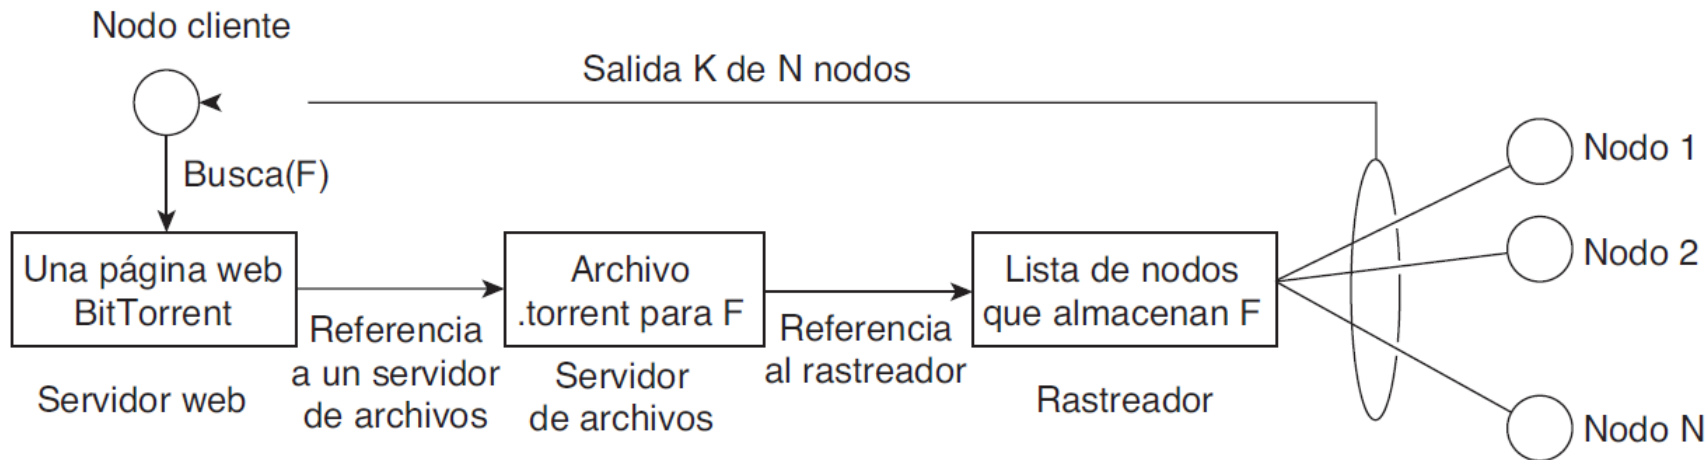 Nodo cliente
Salida K de N nodos
Nodo 1
Busca(F)
Nodo 2
Una página web
BitTorrent
Archivo
.torrent para F
Lista de nodos
que almacenan F
Referencia
a un servidor
de archivos
Referencia
al rastreador
Servidor web
Servidor
de archivos
Rastreador
Nodo N